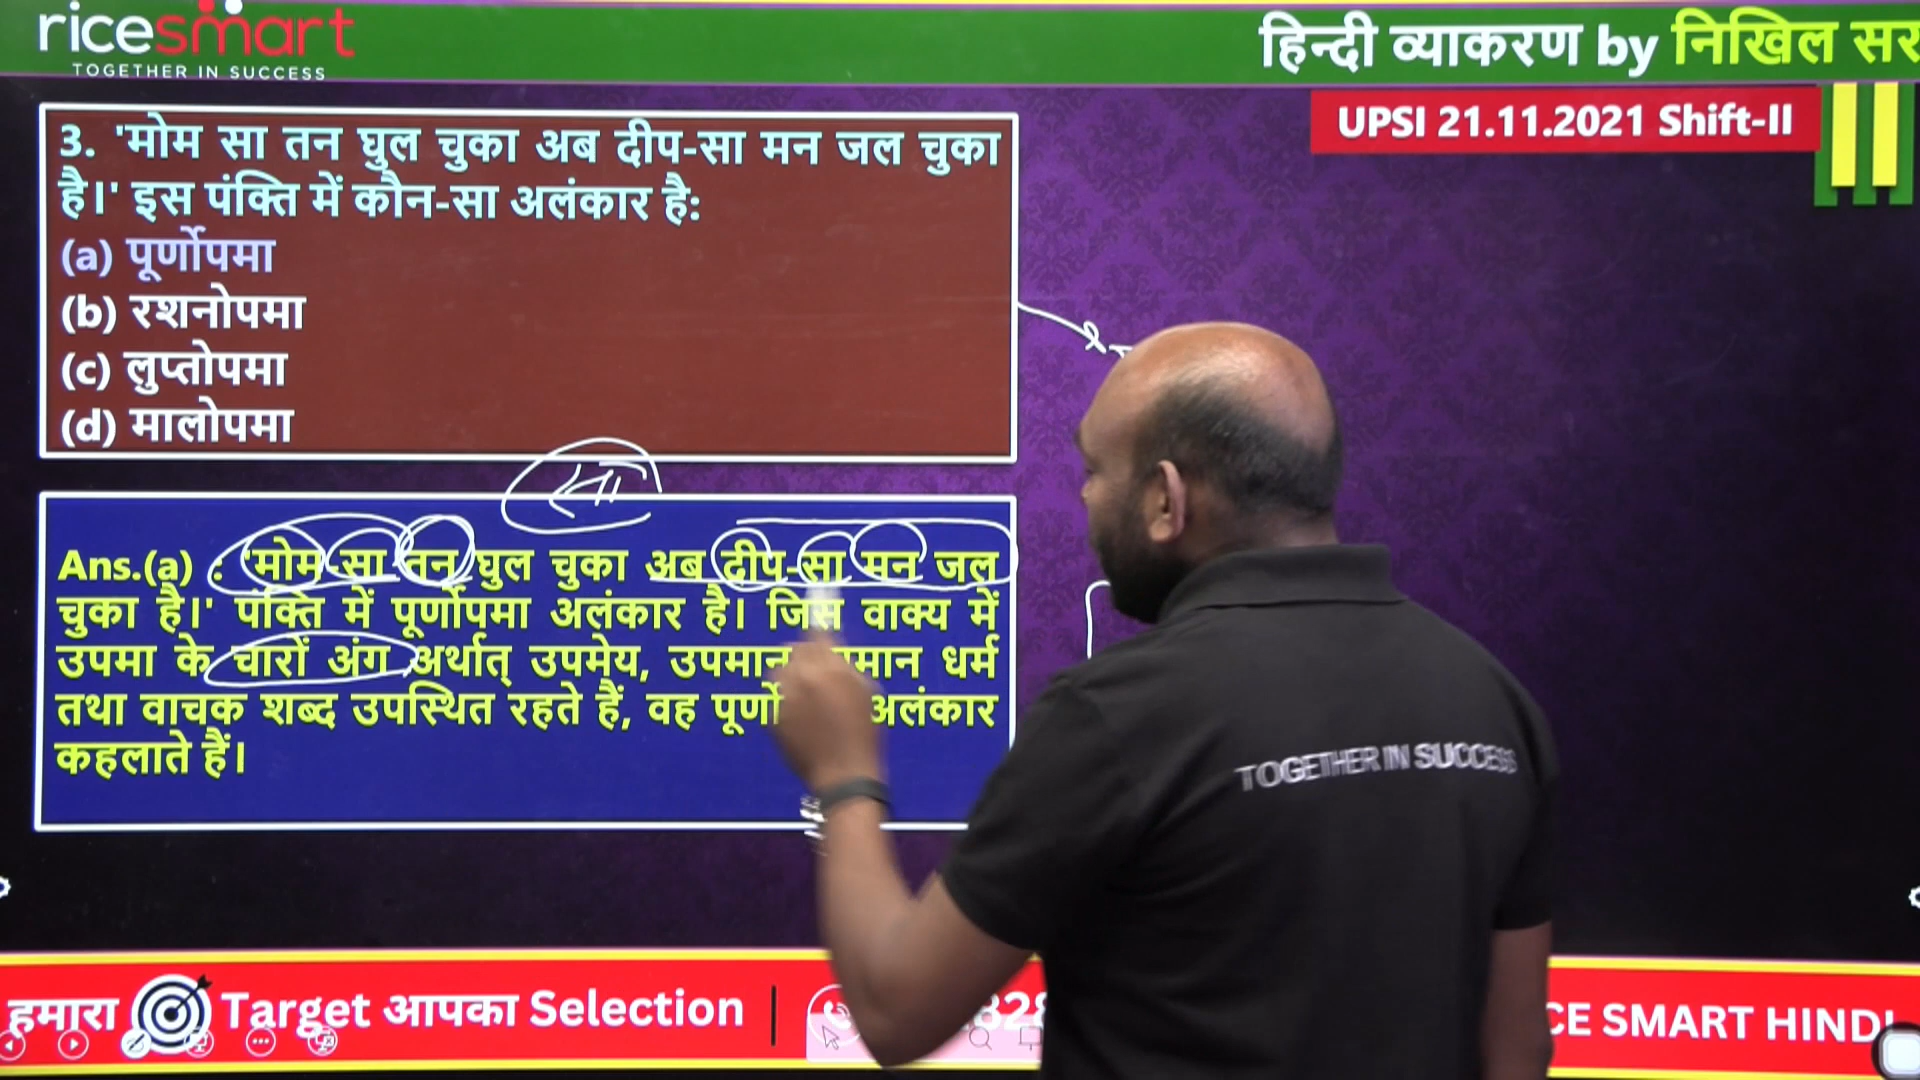 ricesmart
TOGETHER IN SUCCESS
हिन्दी व्याकरण by निखिल सर
UPSI 21.11.2021 Shift-II
3. 'मोम सा तन घुल चुका अब दीप-सा मन जल चुका
है।' इस पंक्ति में कौन-सा अलंकार है:
(a) पूर्णोपमा
(b) रशनोपमा
(c) लुप्तोपमा
(d) मालोपमा
Ans.(a) : 'मोम-सा तन घुल चुका अब दीप-सा मन जल
चुका है।' पंक्ति में पूर्णोपमा अलंकार है। जिस वाक्य में
उपमा के चारों अंग अर्थात् उपमेय, उपमान धर्म
तथा वाचक शब्द उपस्थित रहते हैं, वह अलंकार
कहलाते हैं।
TOGETHER IN SUCCESS
हमारा Target आपका Selection
SMART HINDI